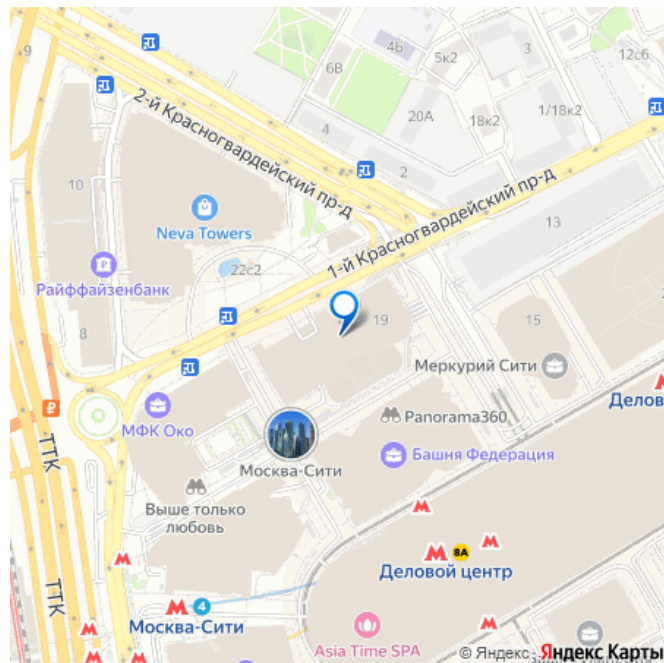 9
4Б
6В
5к2
3
12с6
20А
18к2
1/18к2
4
2
2-й Красногвардейский пр-д
10
Neva Towers
1-й Красногвардейский пр-д
13
22с2
Райффайзенбанк
8
19
15
Меркурий Сити
МФК Око
Panorama360
Делов
Башня Федерация
Москва-Сити
Выше только
любовь
ТТК
8А
Деловой центр
ТТК
4
Москва-Сити
Asia Time SPA
© Яндекс
Яндекс Карты